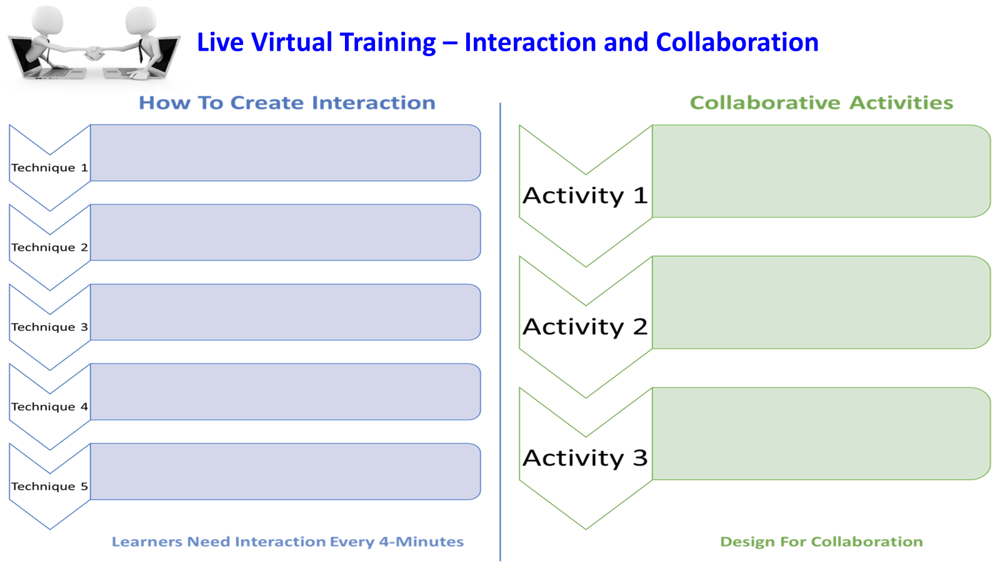 Live Virtual Training – Interaction and Collaboration
How To Create Interaction
Technique 1
Technique 2
Technique 3
Technique 4
Technique 5
Learners Need Interaction Every 4-Minutes
Collaborative Activities
Activity 1
Activity 2
Activity 3
Design For Collaboration